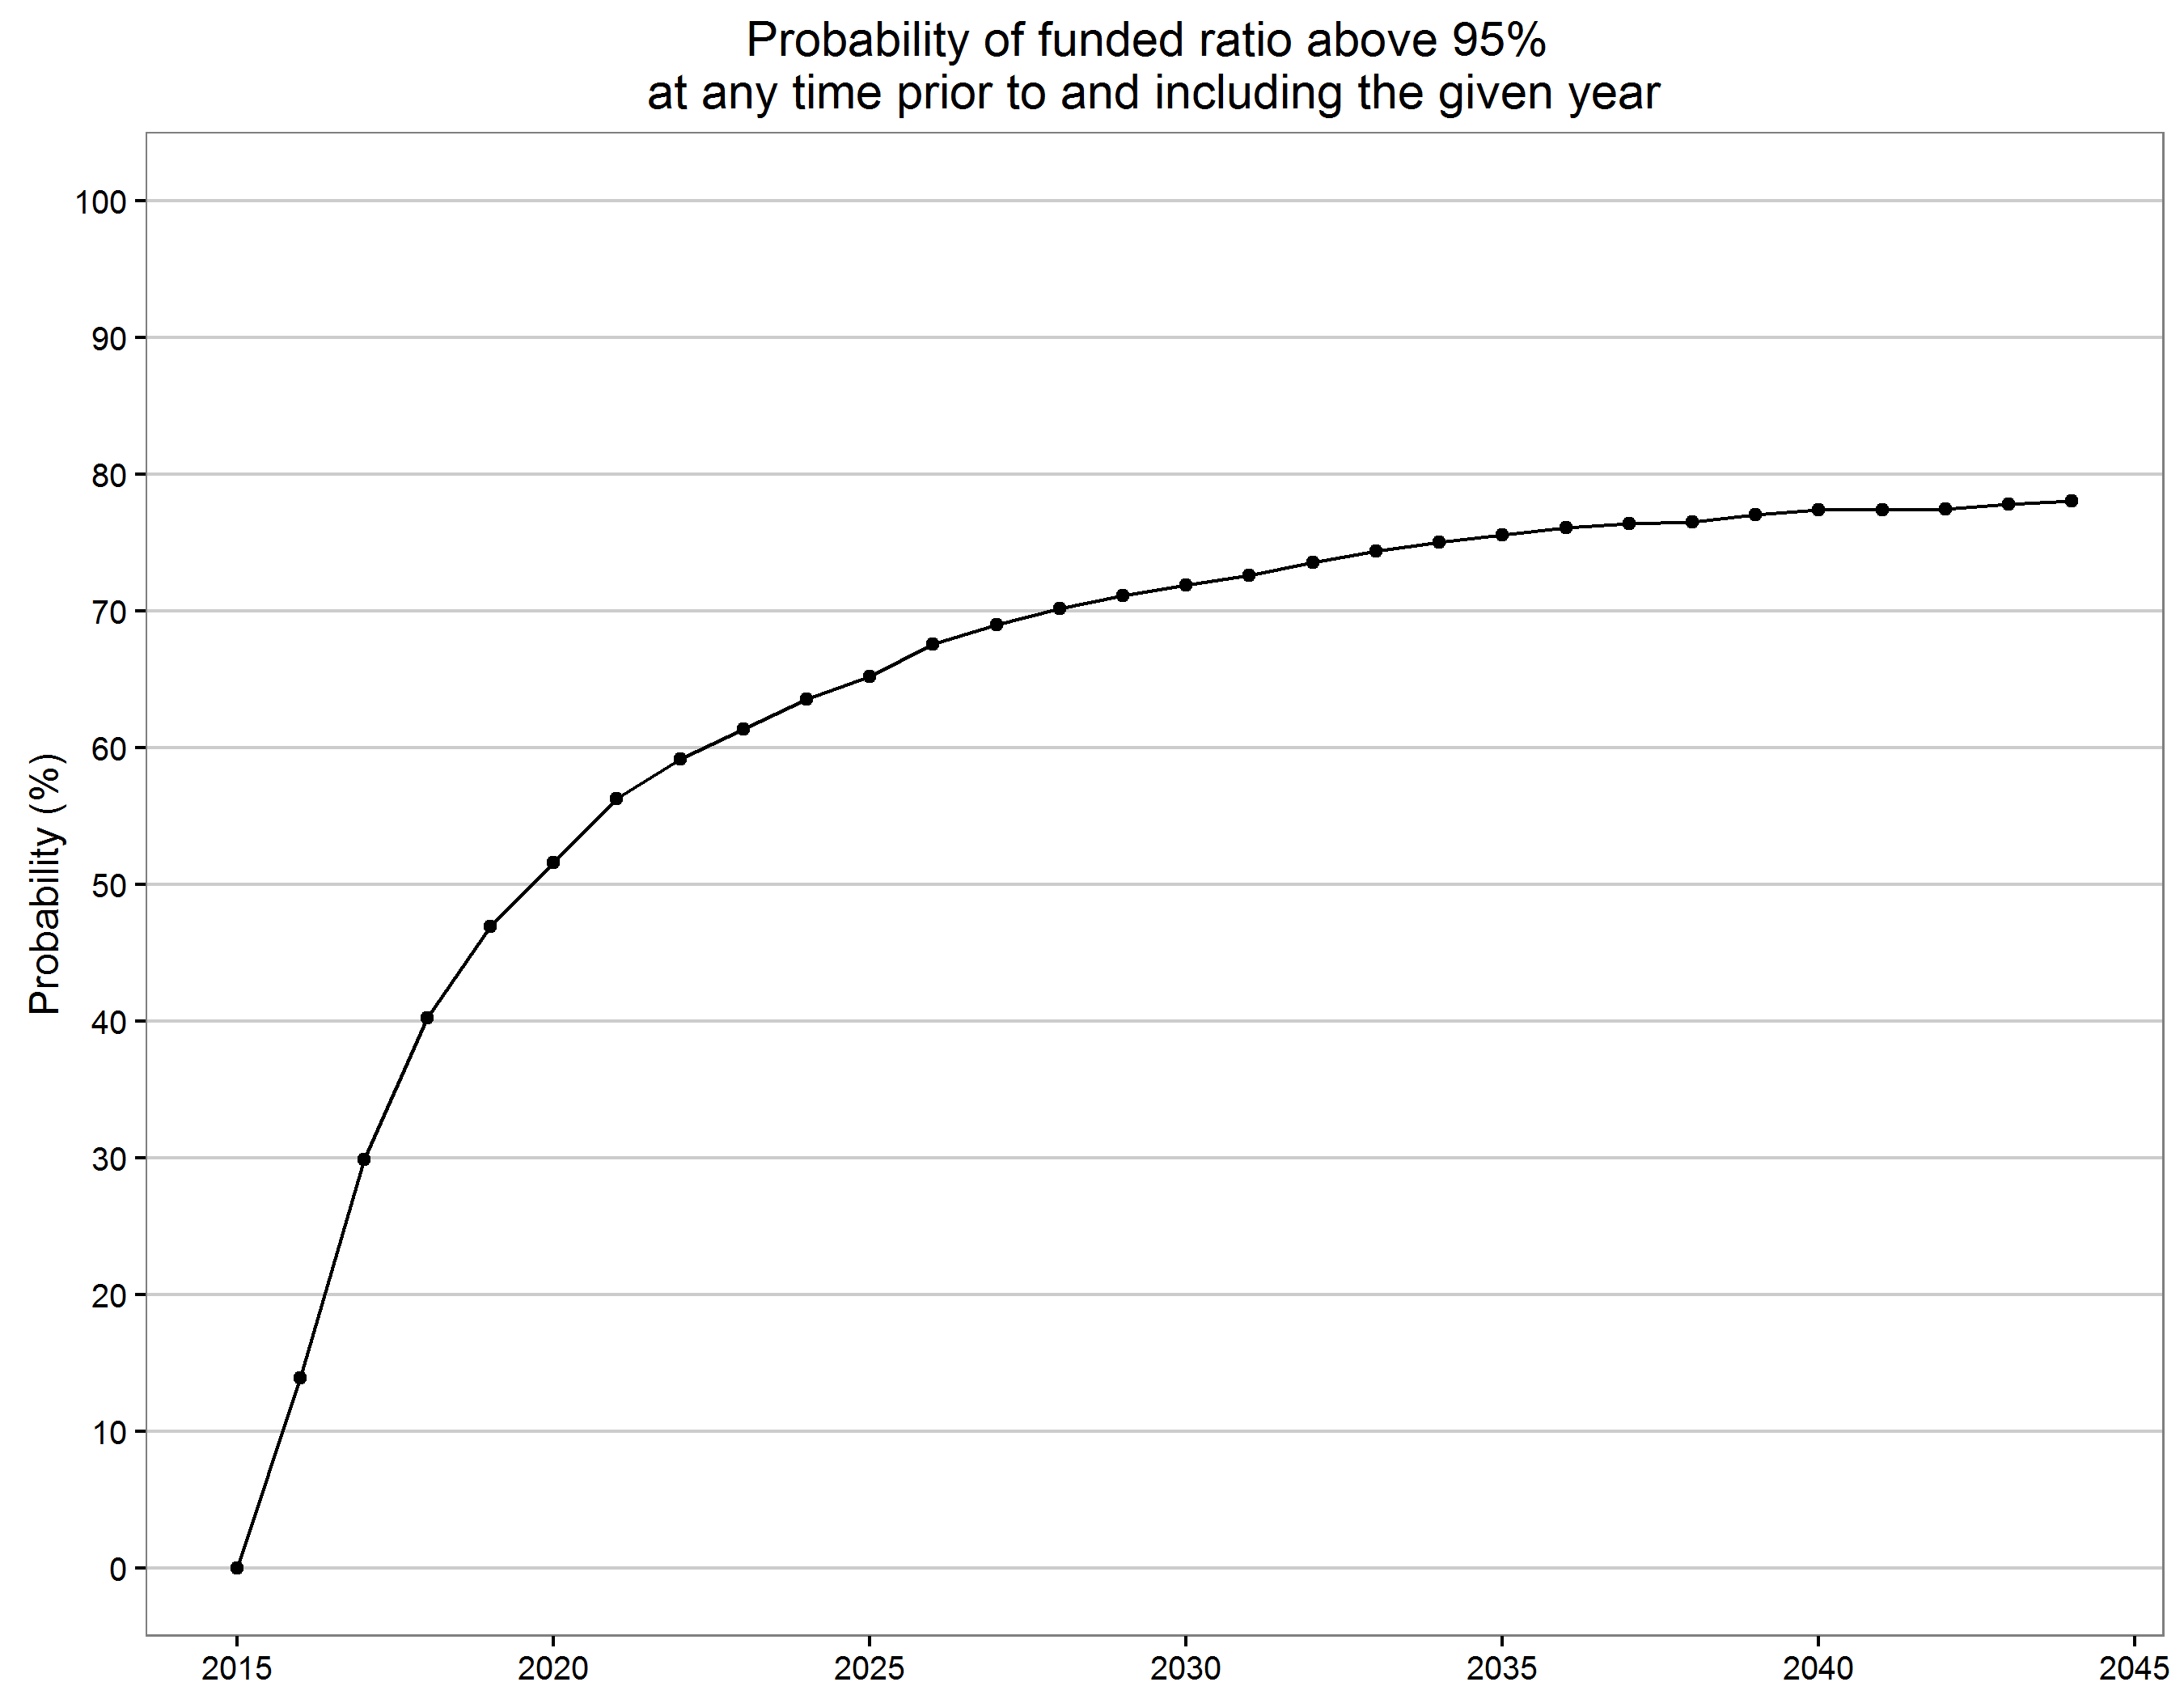 Probability of funded ratio above 95%
at any time prior to and including the given year
Probability (%)
100
90
80
70
60
50
40
30
20
10
0
2015 2020 2025 2030 2035 2040 2045